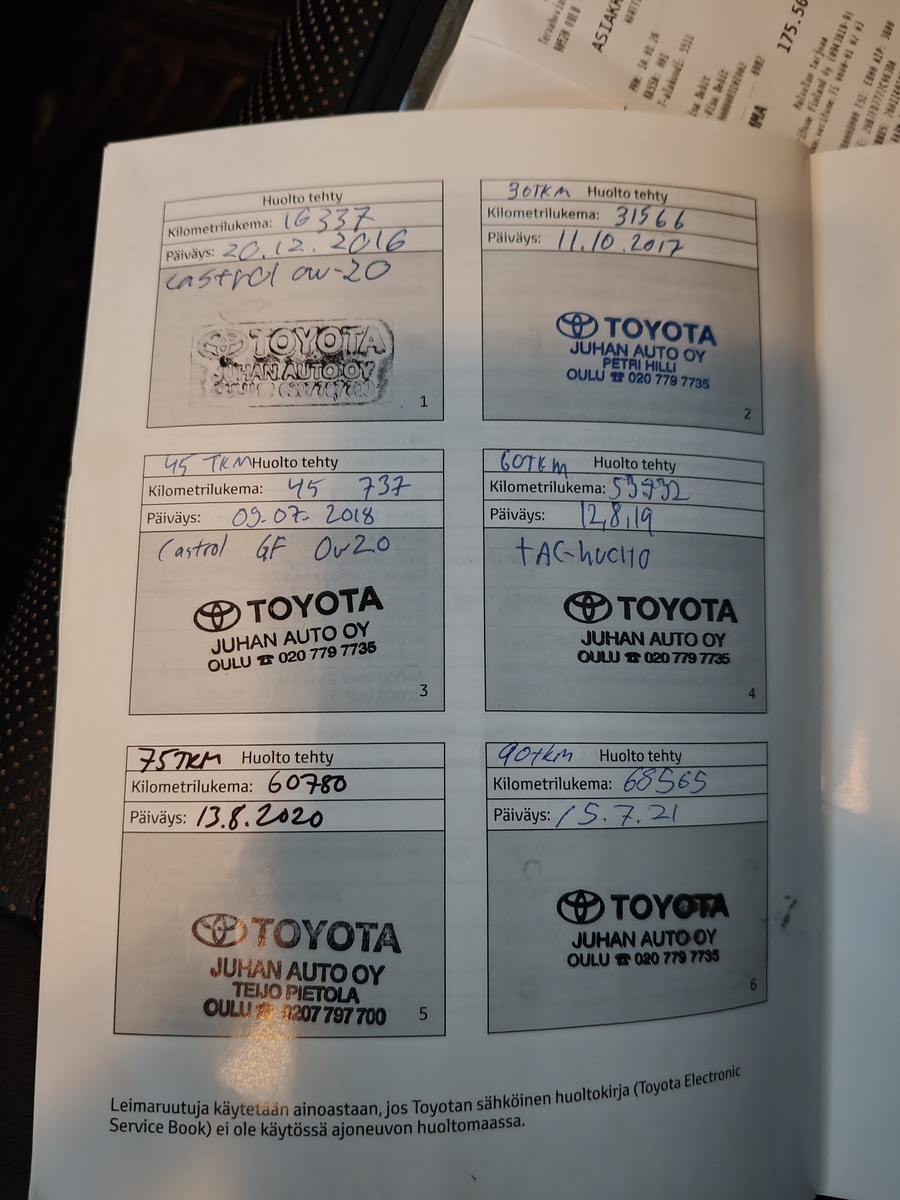 ASIAKK
175.56
Huolto tehty
Kilometrilukema: 16337
Päiväys: 20.12.2016
Castrol 0w-20
TOYOTA
JUHAN AUTO OY
1
30TKM Huolto tehty
Kilometrilukema: 31566
Päiväys: 11.10.2017
TOYOTA
JUHAN AUTO OY
PETRI HILLI
OULU ☎ 020 779 7735
2
45 TKM Huolto tehty
Kilometrilukema: 45 737
Päiväys: 09.07. 2018
Castrol GF 0w20
TOYOTA
JUHAN AUTO OY
OULU ☎ 020 779 7735
3
60TKM Huolto tehty
Kilometrilukema:
Päiväys: 12,8,19
+AC-huolto
TOYOTA
JUHAN AUTO OY
OULU ☎ 020 779 7735
4
75TKM Huolto tehty
Kilometrilukema: 60780
Päiväys: 13.8.2020
TOYOTA
JUHAN AUTO OY
TEIJO PIETOLA
OULU ☎ 0207 797 700
5
90tkm Huolto tehty
Kilometrilukema: 68565
Päiväys: 15.7.21
TOYOTA
JUHAN AUTO OY
OULU ☎ 020 779 7735
6
Leimaruutuja käytetään ainoastaan, jos Toyotan sähköinen huoltokirja (Toyota Electronic
Service Book) ei ole käytössä ajoneuvon huoltomaassa.